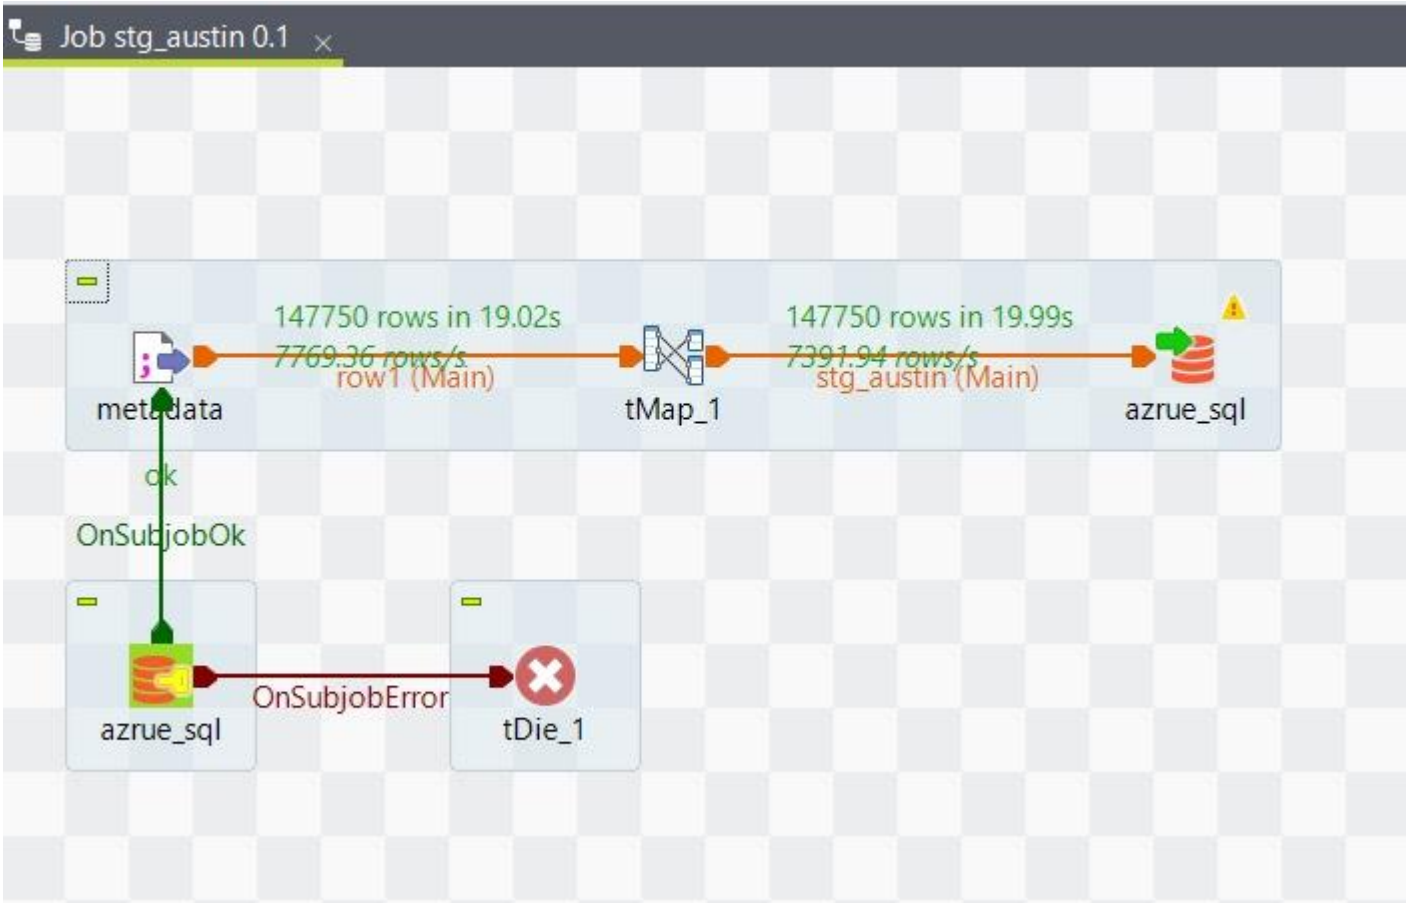 Job stg_austin 0.1
147750 rows in 19.02s
7769.36 rows/s
row1 (Main)
147750 rows in 19.99s
7391.94 rows/s
stg_austin (Main)
metadata
tMap_1
azrue_sql
ok
OnSubjobOk
OnSubjobError
azrue_sql
tDie_1